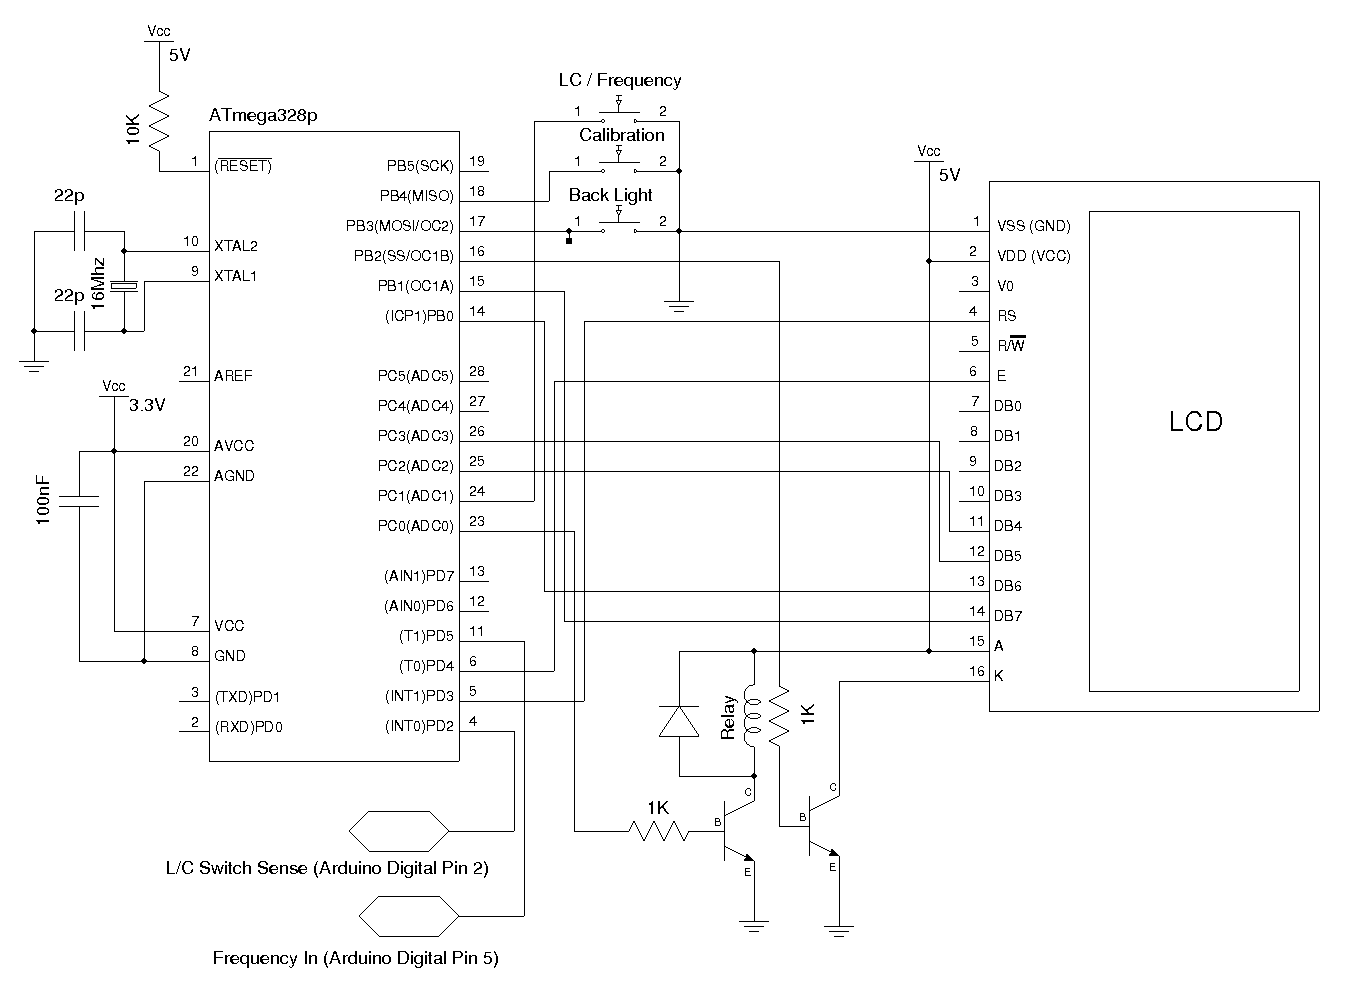 Vcc
5V
10K
ATmega328p
1
(RESET)
22p
10
XTAL2
16Mhz
9
XTAL1
22p
21
AREF
Vcc
3.3V
20
AVCC
22
AGND
100nF
7
VCC
8
GND
3
(TXD)PD1
2
(RXD)PD0
PB5(SCK)
19
PB4(MISO)
18
PB3(MOSI/OC2)
17
PB2(SS/OC1B)
16
PB1(OC1A)
15
(ICP1)PB0
14
PC5(ADC5)
28
PC4(ADC4)
27
PC3(ADC3)
26
PC2(ADC2)
25
PC1(ADC1)
24
PC0(ADC0)
23
(AIN1)PD7
13
(AIN0)PD6
12
(T1)PD5
11
(T0)PD4
6
(INT1)PD3
5
(INT0)PD2
4
LC / Frequency
1
2
Calibration
1
2
Back Light
1
2
Vcc
5V
1
VSS (GND)
2
VDD (VCC)
3
V0
4
RS
5
R/W
6
E
7
DB0
8
DB1
9
DB2
10
DB3
11
DB4
12
DB5
13
DB6
14
DB7
15
A
16
K
LCD
Relay
1K
1K
B
C
E
B
C
E
L/C Switch Sense (Arduino Digital Pin 2)
Frequency In (Arduino Digital Pin 5)